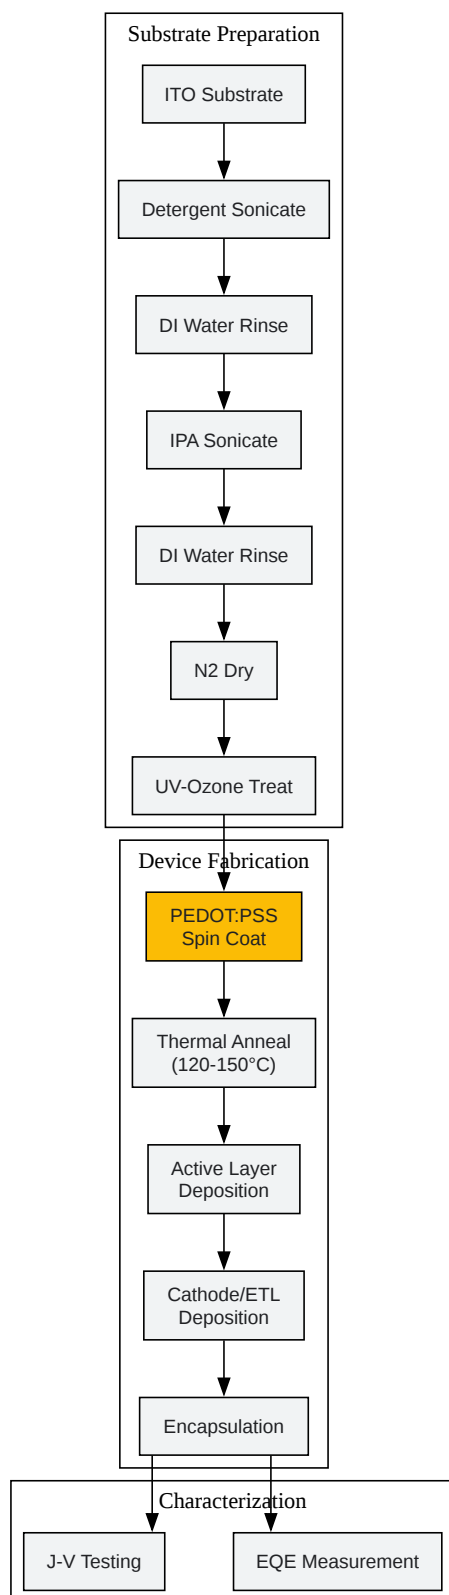 Substrate Preparation
ITO Substrate
Detergent Sonicate
DI Water Rinse
IPA Sonicate
DI Water Rinse
N2 Dry
UV-Ozone Treat
Device Fabrication
PEDOT:PSS
Spin Coat
Thermal Anneal
(120-150°C)
Active Layer
Deposition
Cathode/ETL
Deposition
Encapsulation
Characterization
J-V Testing
EQE Measurement